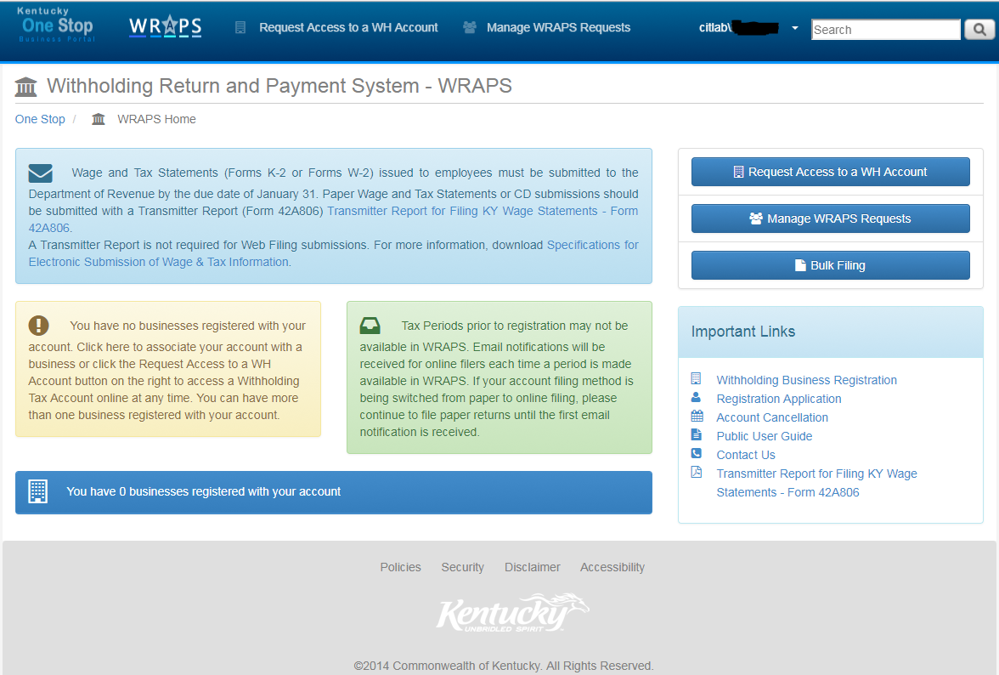 Kentucky
One Stop
Business Portal
WRAPS
Request Access to a WH Account
Manage WRAPS Requests
citlab\
Search
Withholding Return and Payment System - WRAPS
One Stop / WRAPS Home
Wage and Tax Statements (Forms K-2 or Forms W-2) issued to employees must be submitted to the
Department of Revenue by the due date of January 31. Paper Wage and Tax Statements or CD submissions should
be submitted with a Transmitter Report (Form 42A806) Transmitter Report for Filing KY Wage Statements - Form
42A806.
A Transmitter Report is not required for Web Filing submissions. For more information, download Specifications for
Electronic Submission of Wage & Tax Information.
You have no businesses registered with your
account. Click here to associate your account with a
business or click the Request Access to a WH
Account button on the right to access a Withholding
Tax Account online at any time. You can have more
than one business registered with your account.
Tax Periods prior to registration may not be
available in WRAPS. Email notifications will be
received for online filers each time a period is made
available in WRAPS. If your account filing method is
being switched from paper to online filing, please
continue to file paper returns until the first email
notification is received.
You have 0 businesses registered with your account
Request Access to a WH Account
Manage WRAPS Requests
Bulk Filing
Important Links
Withholding Business Registration
Registration Application
Account Cancellation
Public User Guide
Contact Us
Transmitter Report for Filing KY Wage
Statements - Form 42A806
Policies Security Disclaimer Accessibility
Kentucky
UNBRIDLED SPIRIT
©2014 Commonwealth of Kentucky. All Rights Reserved.